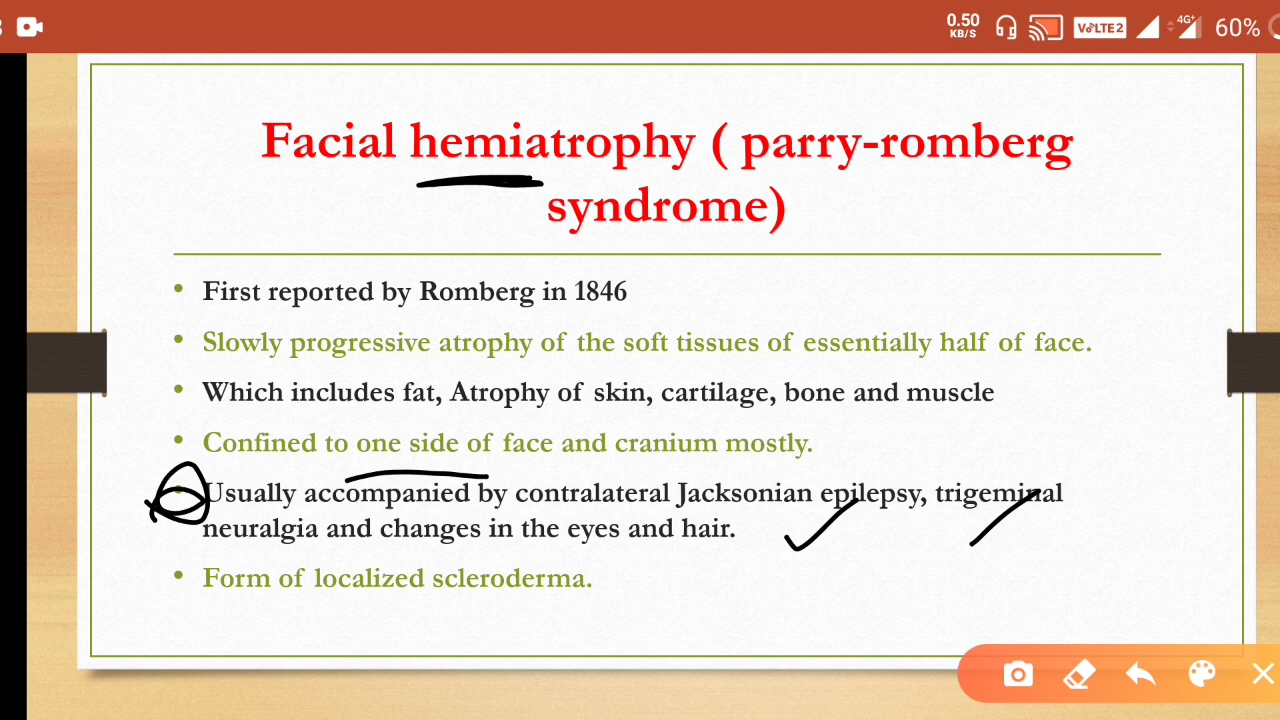 0.50
KB/S
VoLTE2
4G+
60%
Facial hemiatrophy ( parry-romberg
syndrome)
• First reported by Romberg in 1846
• Slowly progressive atrophy of the soft tissues of essentially half of face.
• Which includes fat, Atrophy of skin, cartilage, bone and muscle
• Confined to one side of face and cranium mostly.
• Usually accompanied by contralateral Jacksonian epilepsy, trigeminal
neuralgia and changes in the eyes and hair.
• Form of localized scleroderma.